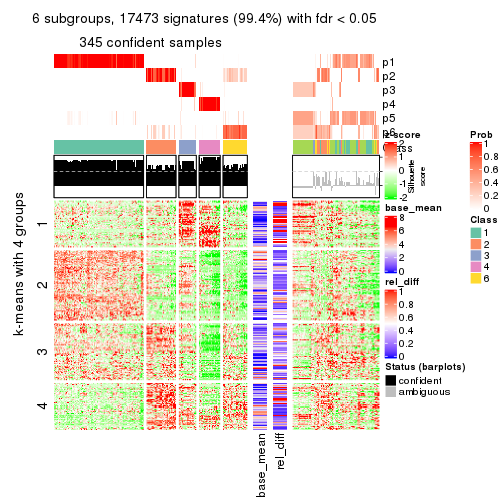 6 subgroups, 17473 signatures (99.4%) with fdr < 0.05
345 confident samples
p1
p2
p3
p4
p5
p6
Class
Silhouette
score
k-means with 4 groups
1
2
3
4
base_mean
rel_diff
z-score
2
1
0
-1
-2
base_mean
8
6
4
2
0
rel_diff
1
0.8
0.6
0.4
0.2
0
Status (barplots)
confident
ambiguous
Prob
1
0.8
0.6
0.4
0.2
0
Class
1
2
3
4
6